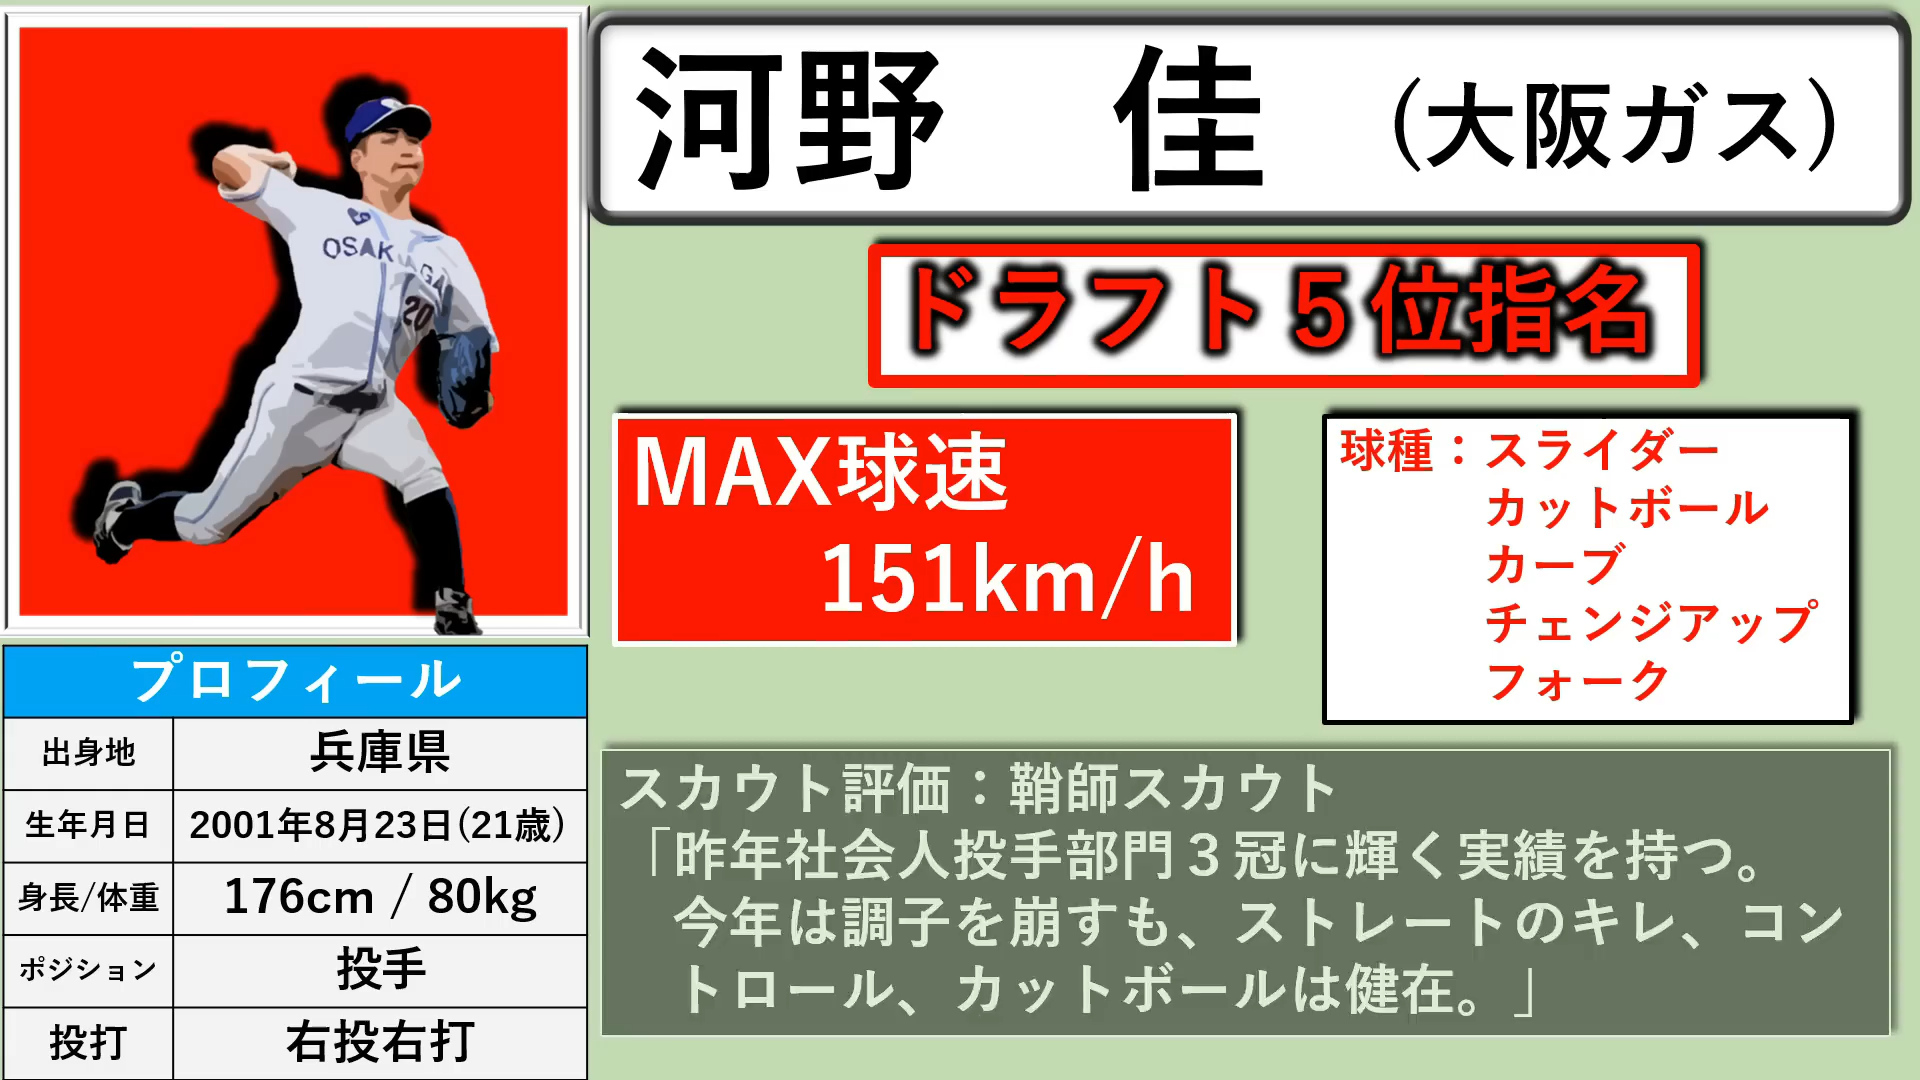 河野　佳 (大阪ガス)
ドラフト５位指名
MAX球速
151km/h
球種：スライダー
カットボール
カーブ
チェンジアップ
フォーク
OSAKA GA
20
プロフィール
出身地 兵庫県
生年月日 2001年8月23日(21歳)
身長/体重 176cm / 80kg
ポジション 投手
投打 右投右打
スカウト評価：鞘師スカウト
「昨年社会人投手部門３冠に輝く実績を持つ。
今年は調子を崩すも、ストレートのキレ、コン
トロール、カットボールは健在。」